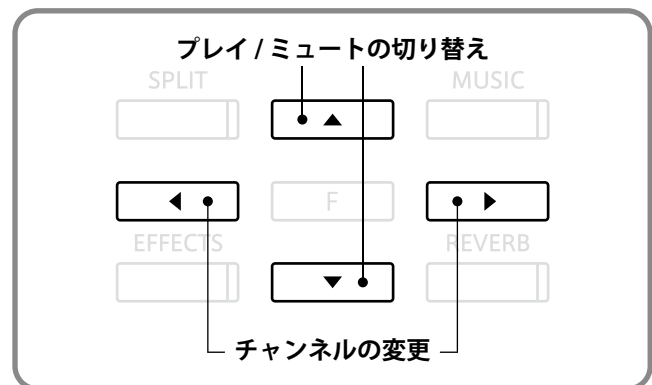 プレイ / ミュートの切り替え
SPLIT
MUSIC
F
EFFECTS
REVERB
チャンネルの変更